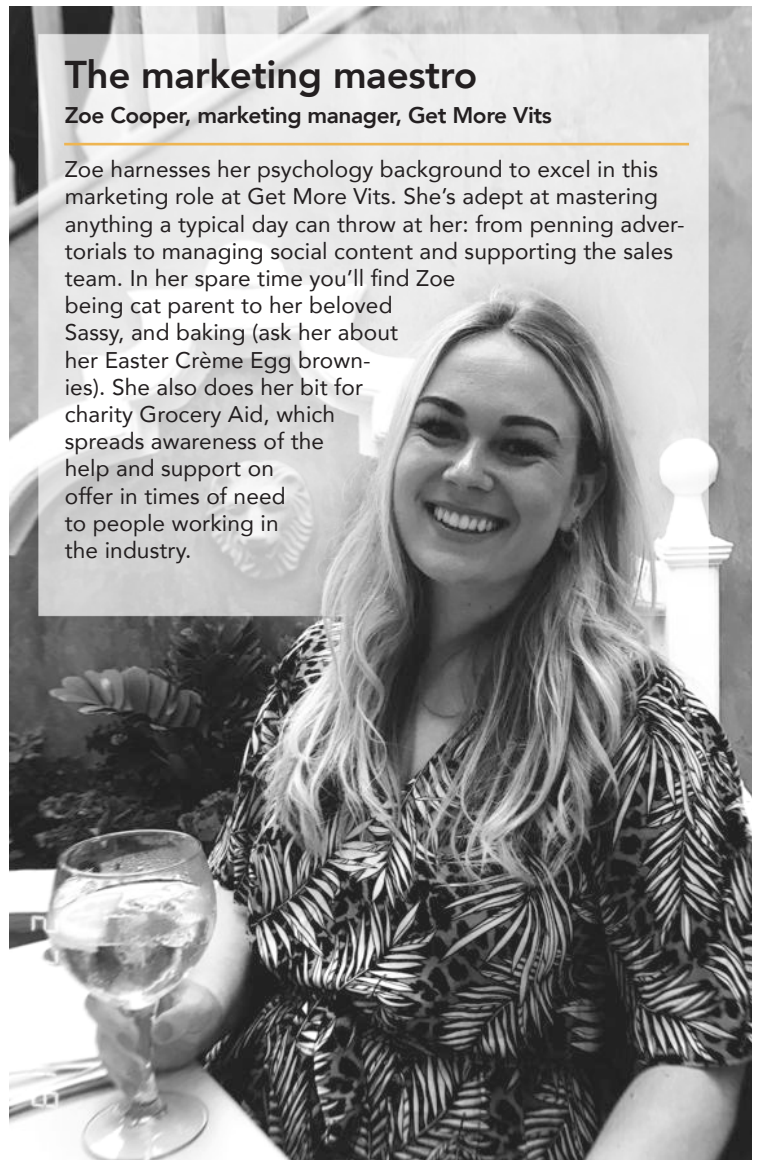 The marketing maestro
Zoe Cooper, marketing manager, Get More Vits
Zoe harnesses her psychology background to excel in this
marketing role at Get More Vits. She’s adept at mastering
anything a typical day can throw at her: from penning adver-
torials to managing social content and supporting the sales
team. In her spare time you’ll find Zoe
being cat parent to her beloved
Sassy, and baking (ask her about
her Easter Crème Egg brown-
ies). She also does her bit for
charity Grocery Aid, which
spreads awareness of the
help and support on
offer in times of need
to people working in
the industry.